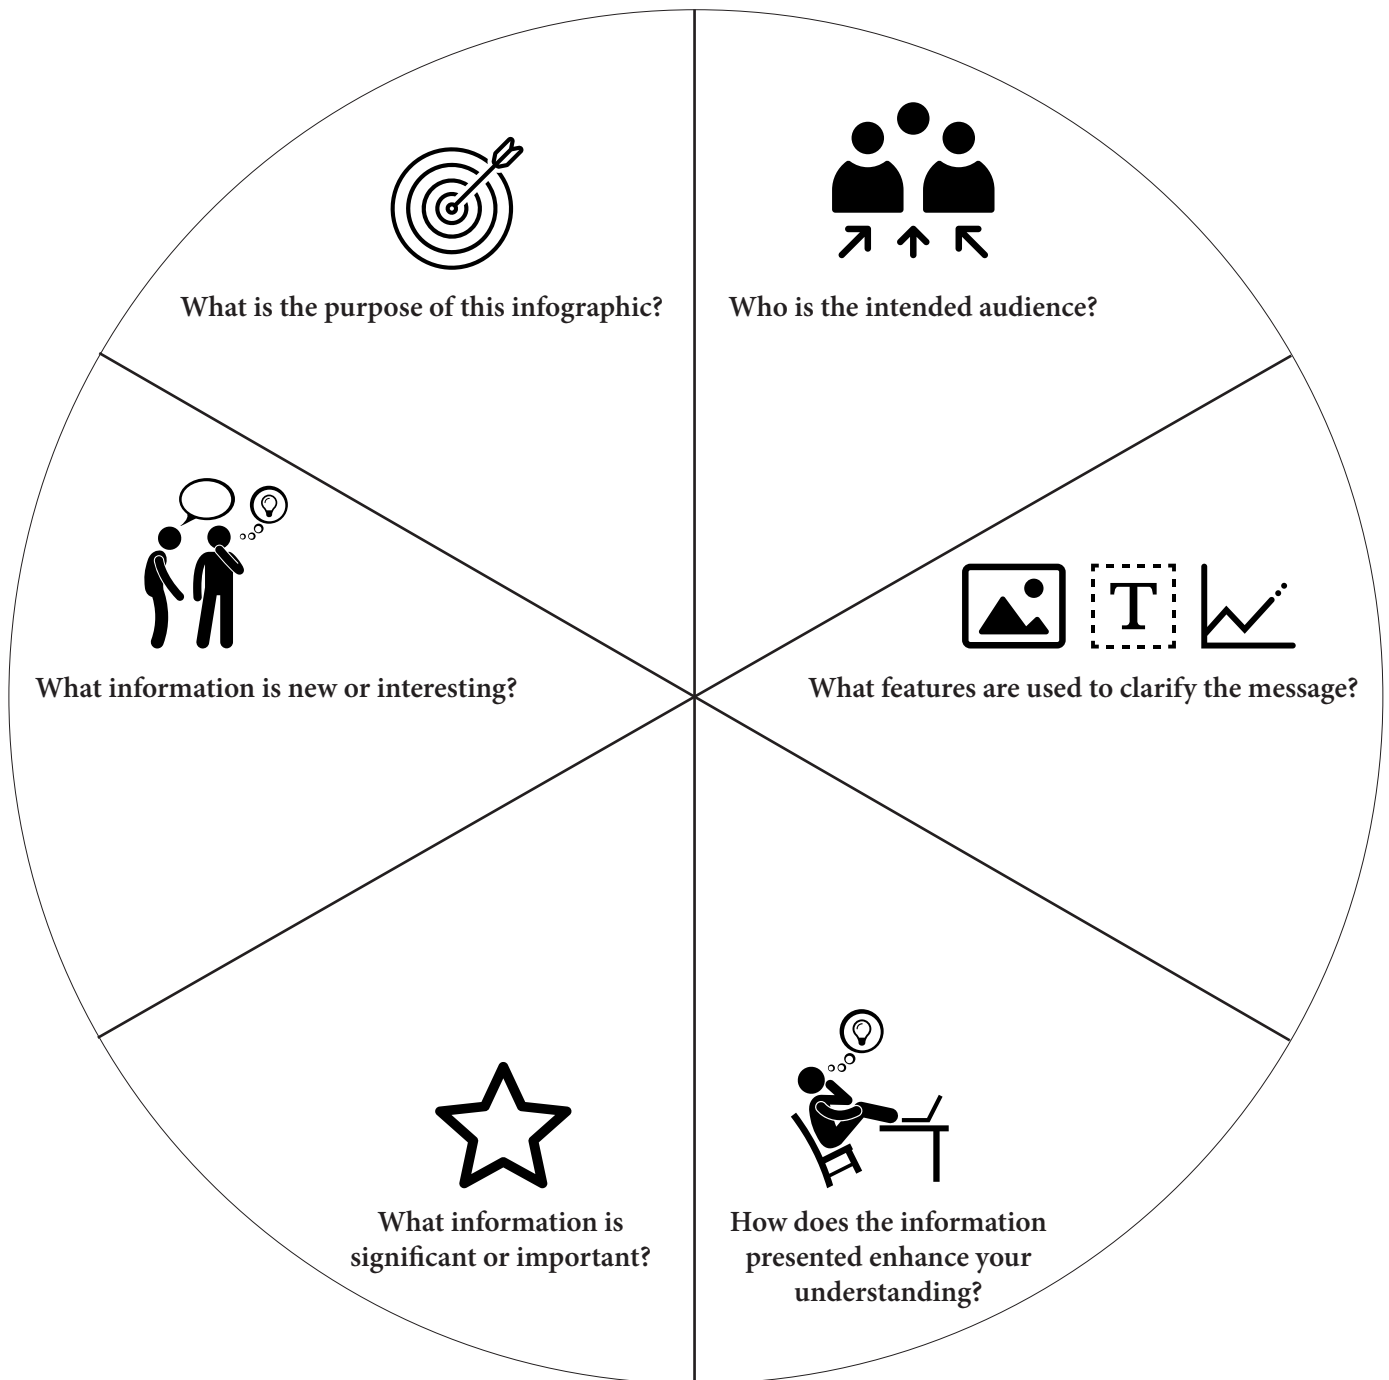 What is the purpose of this infographic?
Who is the intended audience?
What information is new or interesting?
T
What features are used to clarify the message?
What information is
significant or important?
How does the information
presented enhance your
understanding?